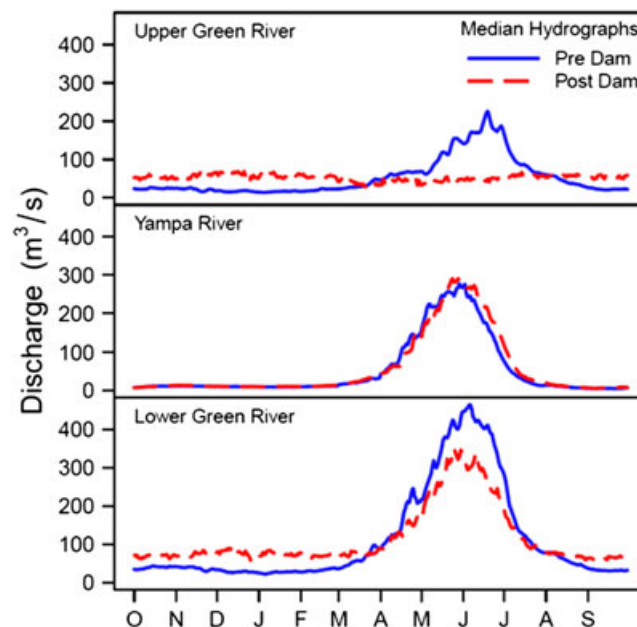 Upper Green River
Median Hydrographs
Pre Dam
Post Dam
400
300
200
100
0
Yampa River
400
300
200
100
0
Lower Green River
400
300
200
100
0
Discharge (m³/s)
O N D J F M A M J J A S